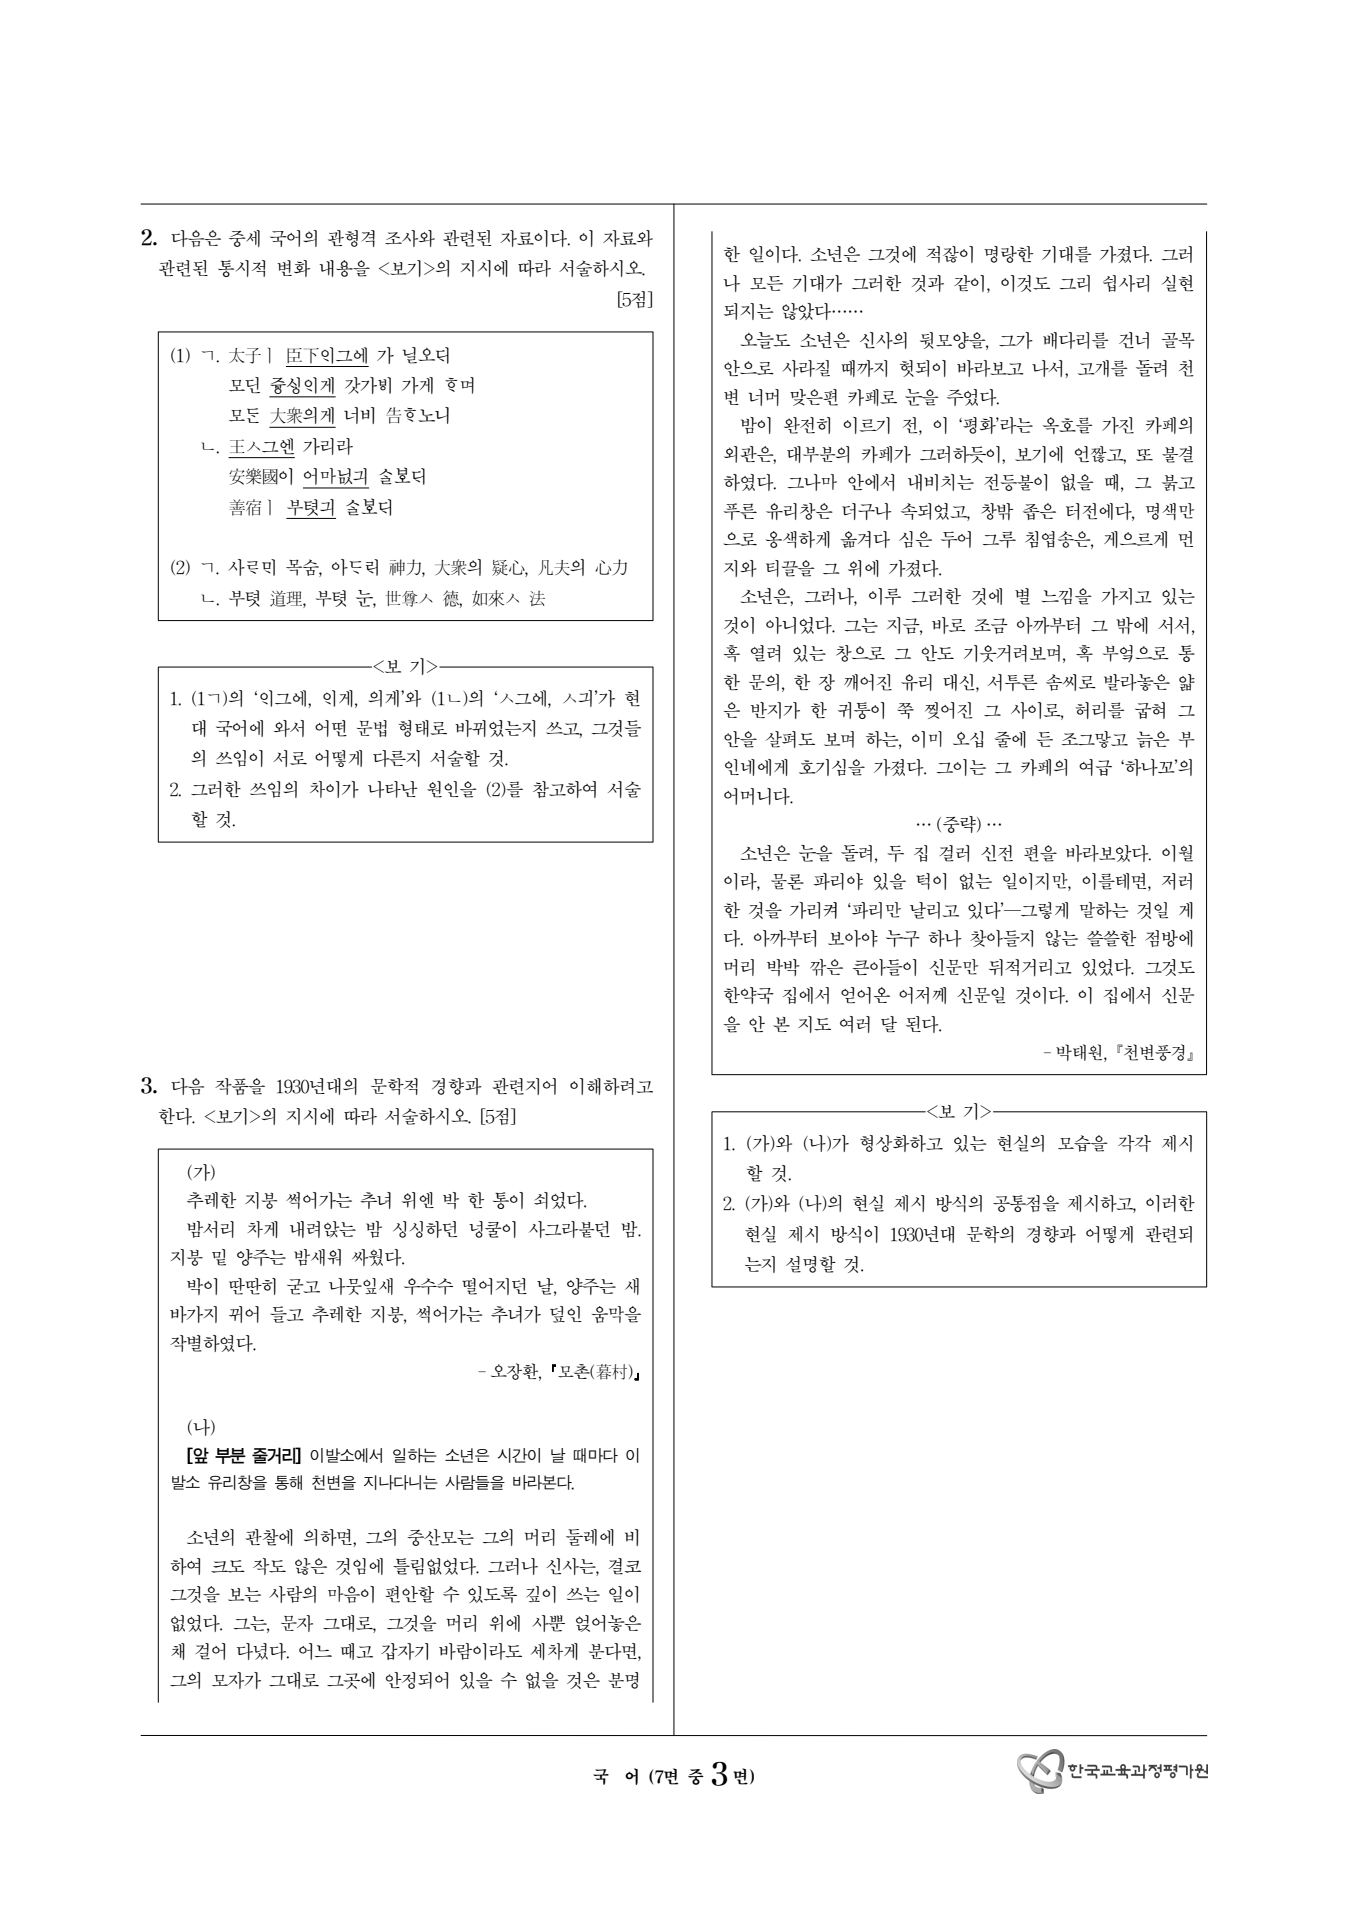 2. 다음은 중세 국어의 관형격 조사와 관련된 자료이다. 이 자료와
관련된 통시적 변화 내용을 <보기>의 지시에 따라 서술하시오.
[5점]
(1) ㄱ. 太子ㅣ 臣下ᄋᆡ그에 가 닐오ᄃᆡ
모딘 쥬ᇰᄉᆡᇰᄋᆡ게 갓가ᄫᅵ 가게 ᄒᆞ며
모ᄃᆞᆫ 大衆의게 너비 告ᄒᆞ노니
ㄴ. 王ㅅ그엔 가리라
安樂國이 어마니ᇝ긔 ᄉᆞᆯᄫᅩᄃᆡ
善宿ㅣ 부텻긔 ᄉᆞᆯᄫᅩᄃᆡ
(2) ㄱ. 사ᄅᆞᄆᆡ 목숨, 아ᄃᆞᄅᆡ 神力, 大衆의 疑心, 凡夫의 心力
ㄴ. 부텻 道理, 부텻 눈, 世尊ㅅ 德, 如來ㅅ 法
<보 기>
1. (1ㄱ)의 ‘ᄋᆡ그에, ᄋᆡ게, 의게’와 (1ㄴ)의 ‘ㅅ그에, ㅅ긔’가 현
대 국어에 와서 어떤 문법 형태로 바뀌었는지 쓰고, 그것들
의 쓰임이 서로 어떻게 다른지 서술할 것.
2. 그러한 쓰임의 차이가 나타난 원인을 (2)를 참고하여 서술
할 것.
3. 다음 작품을 1930년대의 문학적 경향과 관련지어 이해하려고
한다. <보기>의 지시에 따라 서술하시오. [5점]
(가)
추레한 지붕 썩어가는 추녀 위엔 박 한 통이 쇠었다.
밤서리 차게 내려앉는 밤 싱싱하던 넝쿨이 사그라붙던 밤.
지붕 밑 양주는 밤새워 싸웠다.
박이 딴딴히 굳고 나뭇잎새 우수수 떨어지던 날, 양주는 새
바가지 뀌어 들고 추레한 지붕, 썩어가는 추녀가 덮인 움막을
작별하였다.
- 오장환, 『모촌(暮村)』
(나)
[앞 부분 줄거리] 이발소에서 일하는 소년은 시간이 날 때마다 이
발소 유리창을 통해 천변을 지나다니는 사람들을 바라본다.
소년의 관찰에 의하면, 그의 중산모는 그의 머리 둘레에 비
하여 크도 작도 않은 것임에 틀림없었다. 그러나 신사는, 결코
그것을 보는 사람의 마음이 편안할 수 있도록 깊이 쓰는 일이
없었다. 그는, 문자 그대로, 그것을 머리 위에 사뿐 얹어놓은
채 걸어 다녔다. 어느 때고 갑자기 바람이라도 세차게 분다면,
그의 모자가 그대로 그곳에 안정되어 있을 수 없을 것은 분명
한 일이다. 소년은 그것에 적잖이 명랑한 기대를 가졌다. 그러
나 모든 기대가 그러한 것과 같이, 이것도 그리 쉽사리 실현
되지는 않았다……
오늘도 소년은 신사의 뒷모양을, 그가 배다리를 건너 골목
안으로 사라질 때까지 헛되이 바라보고 나서, 고개를 돌려 천
변 너머 맞은편 카페로 눈을 주었다.
밤이 완전히 이르기 전, 이 ‘평화’라는 옥호를 가진 카페의
외관은, 대부분의 카페가 그러하듯이, 보기에 언짢고, 또 불결
하였다. 그나마 안에서 내비치는 전등불이 없을 때, 그 붉고
푸른 유리창은 더구나 속되었고, 창밖 좁은 터전에다, 명색만
으로 옹색하게 옮겨다 심은 두어 그루 침엽송은, 게으르게 먼
지와 티끌을 그 위에 가졌다.
소년은, 그러나, 이루 그러한 것에 별 느낌을 가지고 있는
것이 아니었다. 그는 지금, 바로 조금 아까부터 그 밖에 서서,
혹 열려 있는 창으로 그 안도 기웃거려보며, 혹 부엌으로 통
한 문의, 한 장 깨어진 유리 대신, 서투른 솜씨로 발라놓은 얇
은 반지가 한 귀퉁이 쭉 찢어진 그 사이로, 허리를 굽혀 그
안을 살펴도 보며 하는, 이미 오십 줄에 든 조그맣고 늙은 부
인네에게 호기심을 가졌다. 그이는 그 카페의 여급 ‘하나꼬’의
어머니다.
… (중략) …
소년은 눈을 돌려, 두 집 걸러 신전 편을 바라보았다. 이월
이라, 물론 파리야 있을 턱이 없는 일이지만, 이를테면, 저러
한 것을 가리켜 ‘파리만 날리고 있다’―그렇게 말하는 것일 게
다. 아까부터 보아야 누구 하나 찾아들지 않는 쓸쓸한 점방에
머리 박박 깎은 큰아들이 신문만 뒤적거리고 있었다. 그것도
한약국 집에서 얻어온 어저께 신문일 것이다. 이 집에서 신문
을 안 본 지도 여러 달 된다.
- 박태원, 『천변풍경』
<보 기>
1. (가)와 (나)가 형상화하고 있는 현실의 모습을 각각 제시
할 것.
2. (가)와 (나)의 현실 제시 방식의 공통점을 제시하고, 이러한
현실 제시 방식이 1930년대 문학의 경향과 어떻게 관련되
는지 설명할 것.
국 어 (7면 중 3 면)
한국교육과정평가원